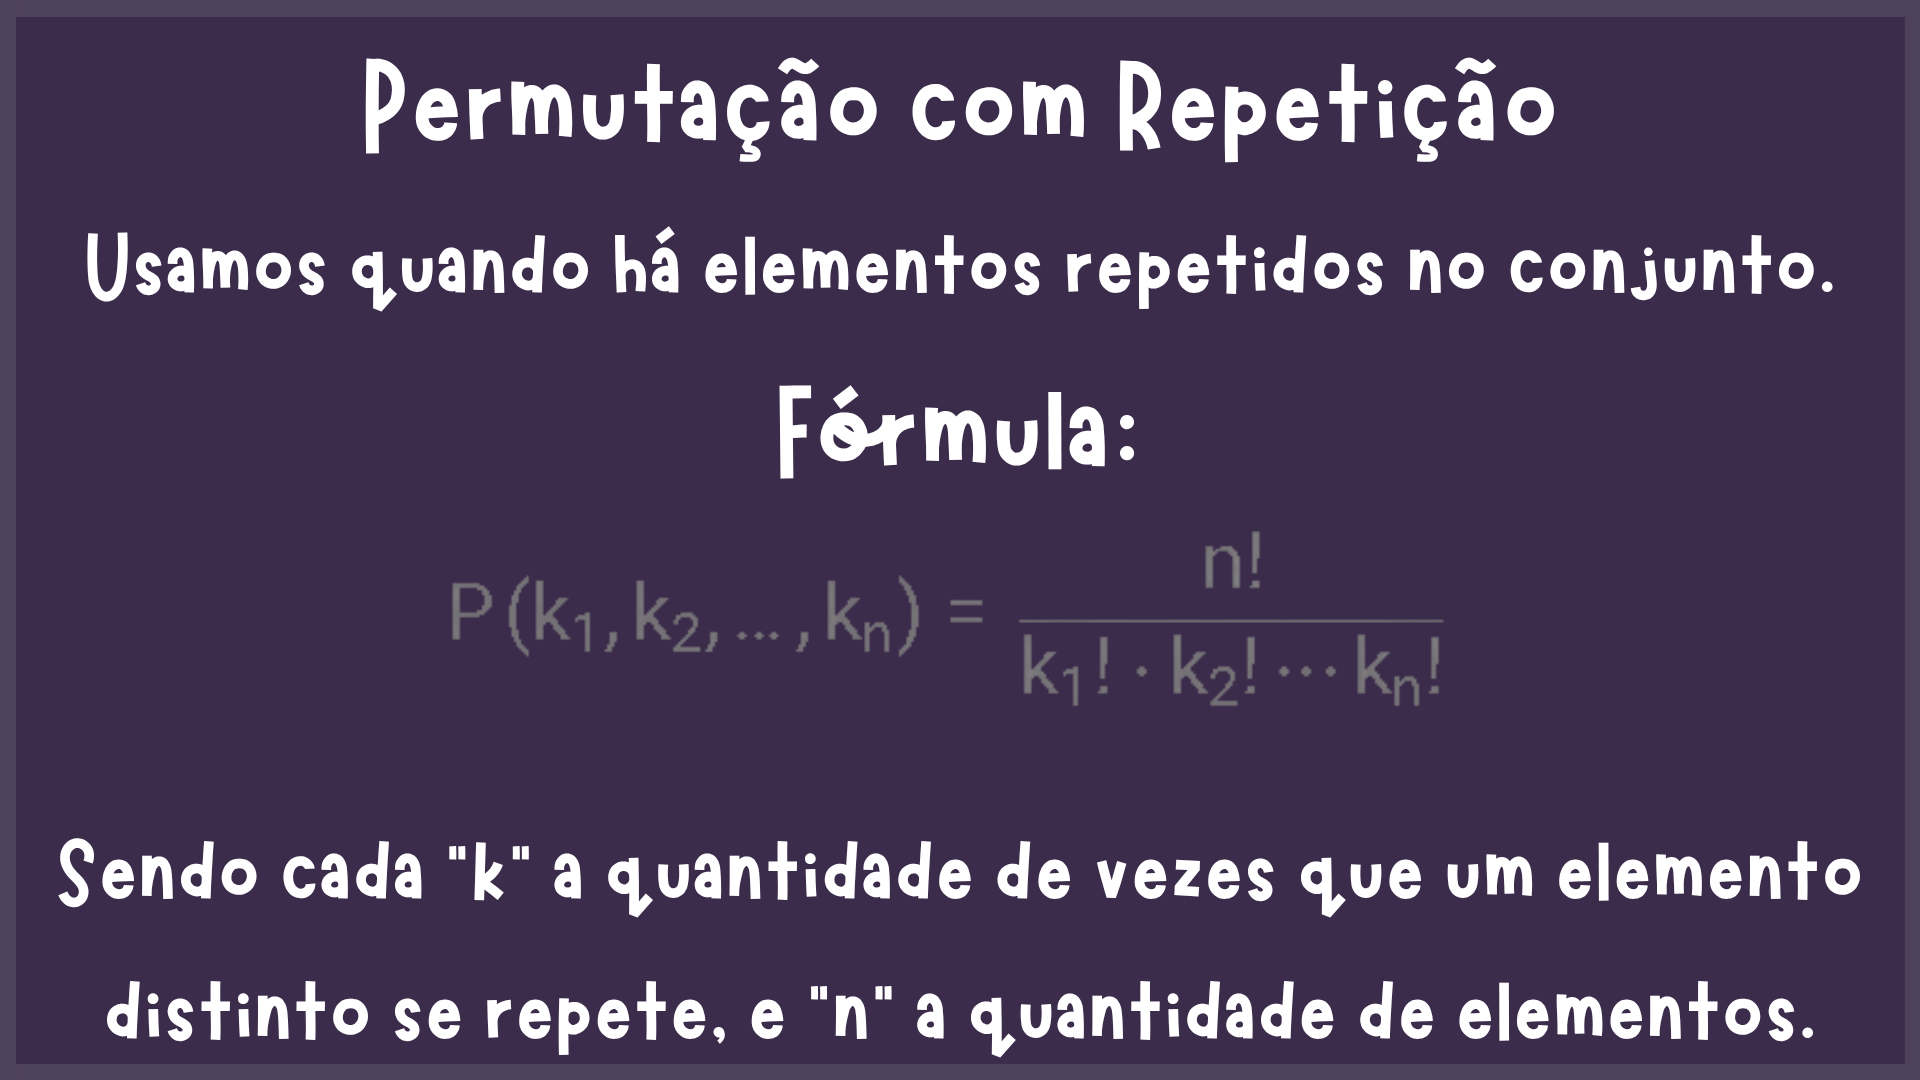 Permutação com Repetição
Usamos quando há elementos repetidos no conjunto.
Fórmula:
P(k₁, k₂, ... , kₙ) = n! / k₁! · k₂! ··· kₙ!
Sendo cada "k" a quantidade de vezes que um elemento
distinto se repete, e "n" a quantidade de elementos.